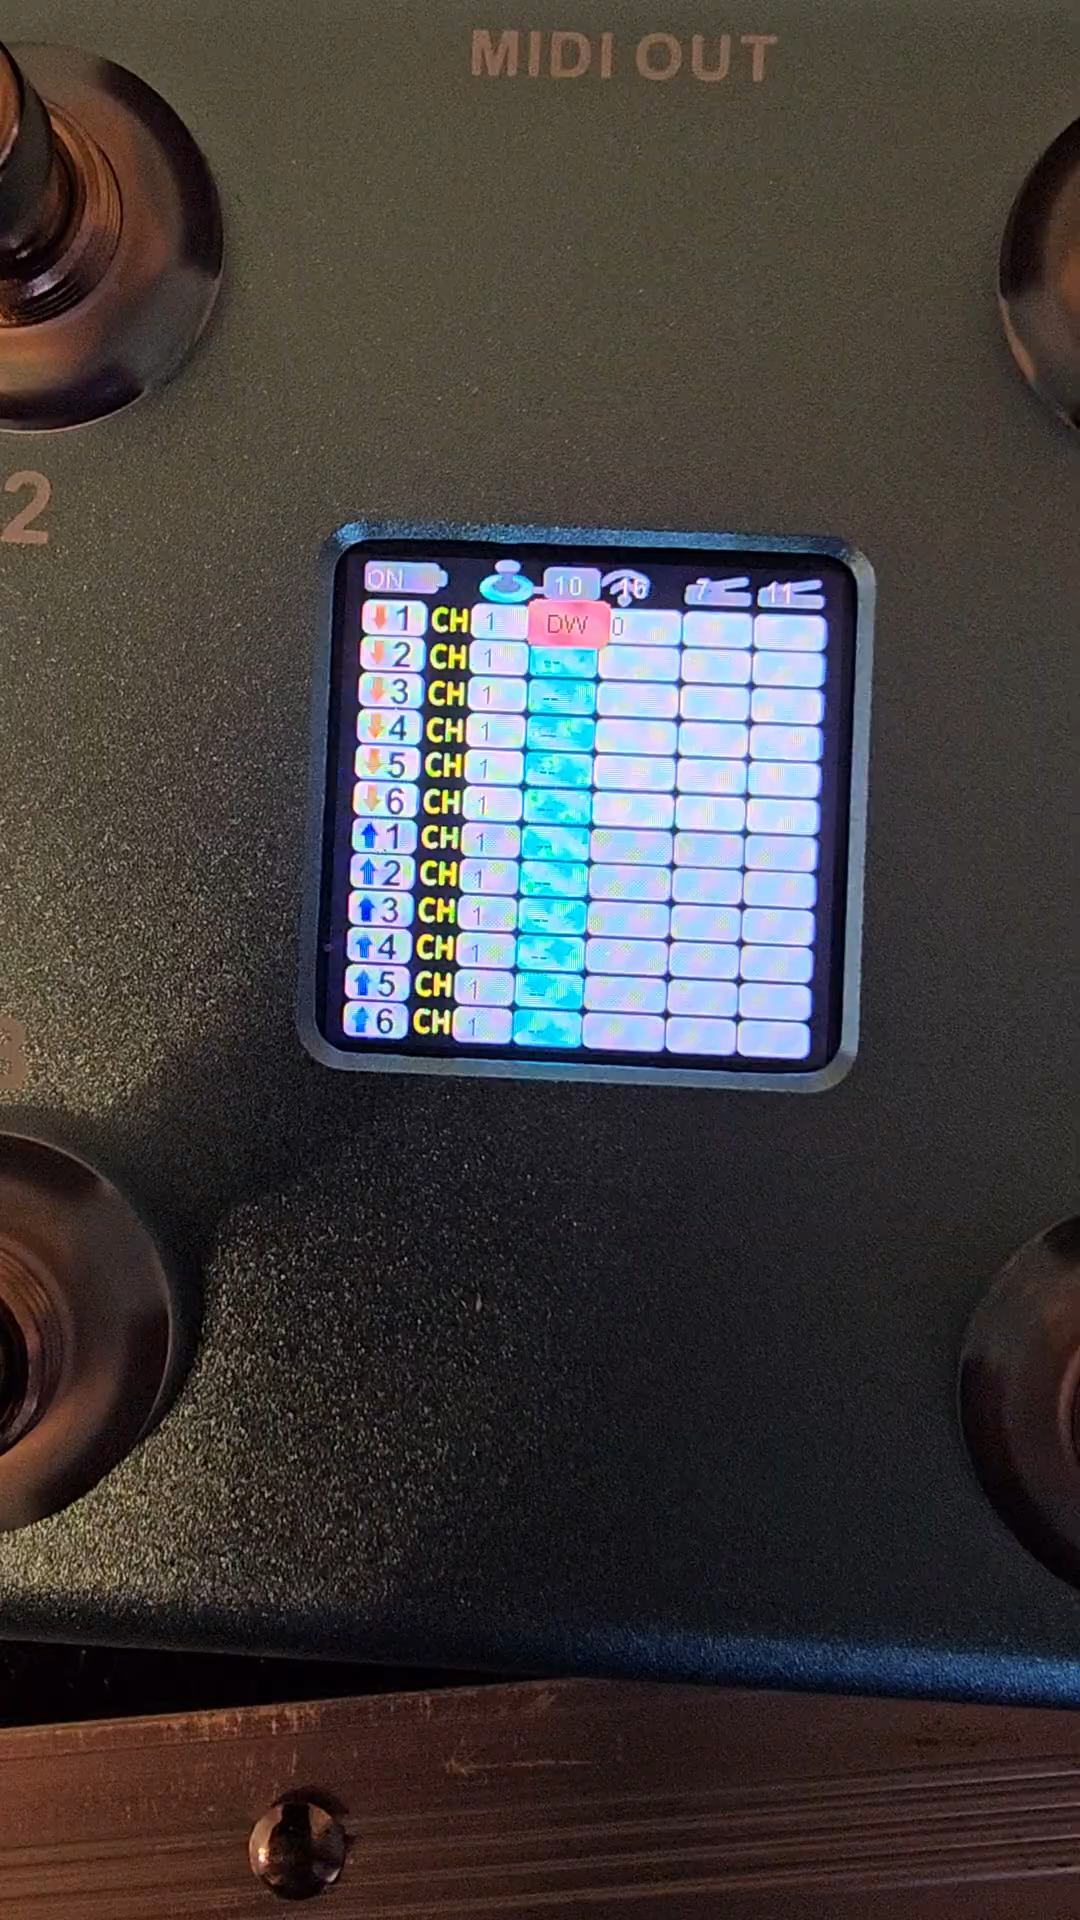 MIDI OUT
2
3
ON 10 16 7 11
1 CH 1 DW 0
2 CH 1 --
3 CH 1 --
4 CH 1 --
5 CH 1 --
6 CH 1 --
1 CH 1 --
2 CH 1 --
3 CH 1 --
4 CH 1 --
5 CH 1 --
6 CH 1 --